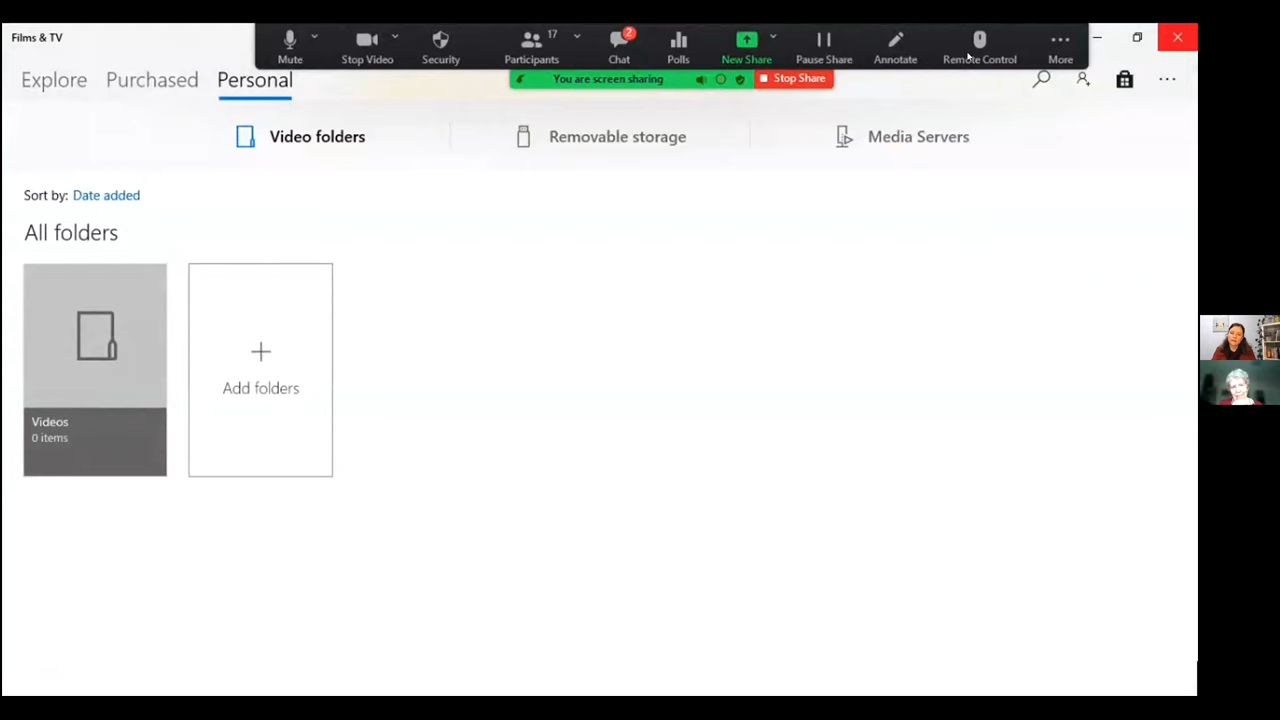 Films & TV
Mute
Stop Video
Security
Participants
17
Chat
2
Polls
New Share
Pause Share
Annotate
Remote Control
More
You are screen sharing
Stop Share
Explore
Purchased
Personal
Video folders
Removable storage
Media Servers
Sort by: Date added
All folders
Videos
0 items
Add folders